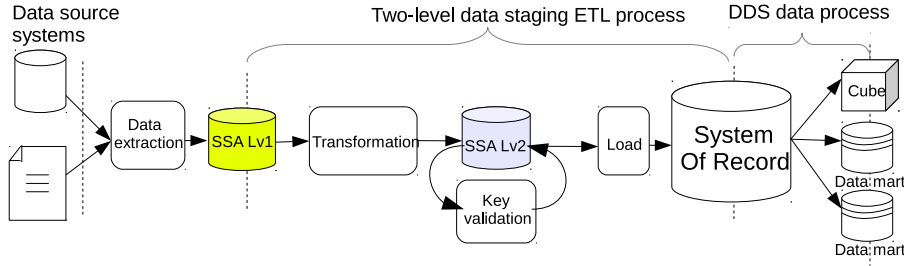 Data source
systems
Two-level data staging ETL process
DDS data process
Data
extraction
SSA Lv1
Transformation
SSA Lv2
Key
validation
Load
System
Of Record
Cube
Data mart
Data mart